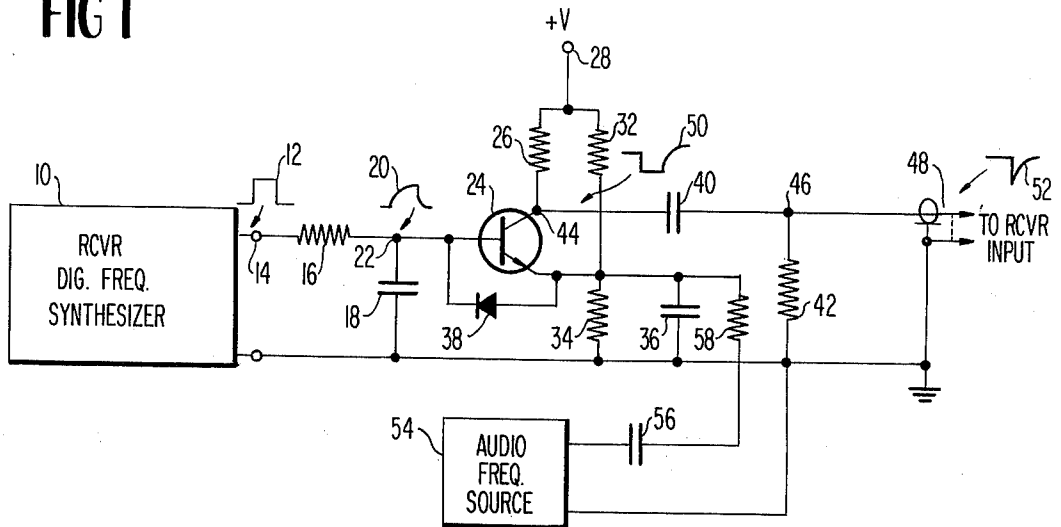 FIG 1
+V
28
10
12
20
24
26
32
50
40
46
48
52
RCVR
DIG. FREQ.
SYNTHESIZER
14
16
22
18
44
38
34
36
58
42
TO RCVR
INPUT
54
AUDIO
FREQ.
SOURCE
56